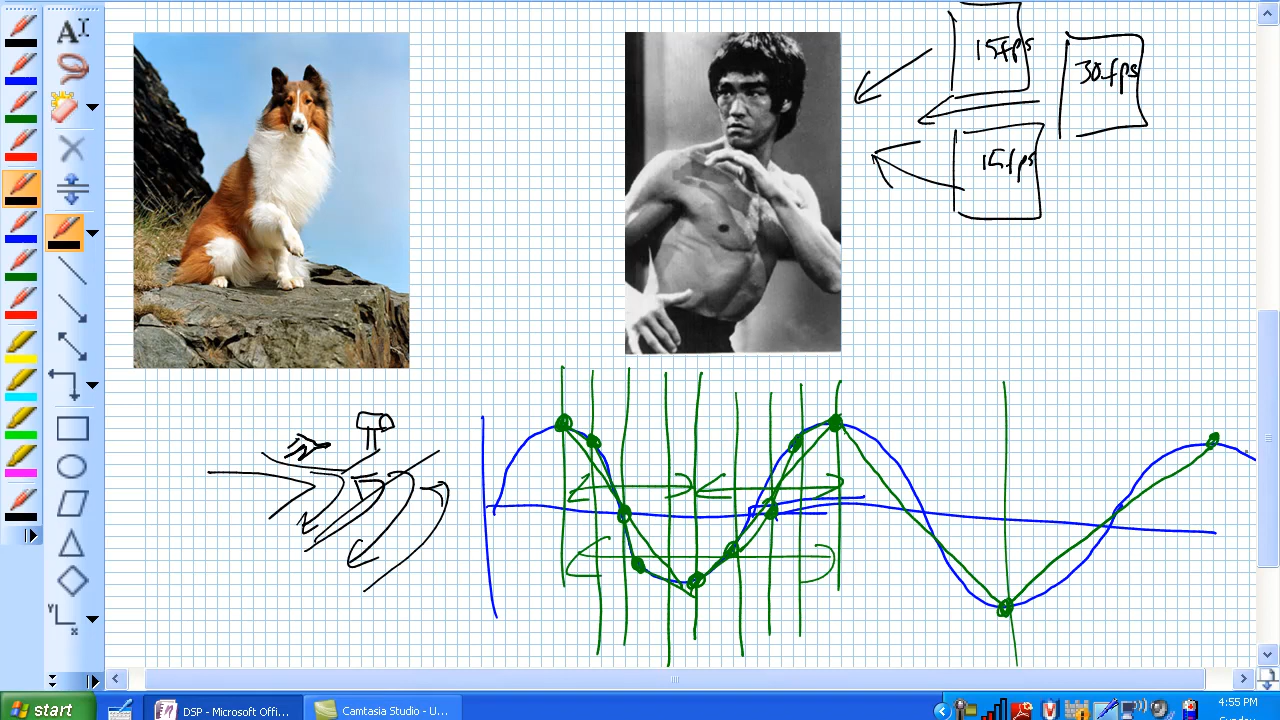 15fps
30fps
15fps
start
DSP - Microsoft Offi...
Camtasia Studio - U...
4:55 PM